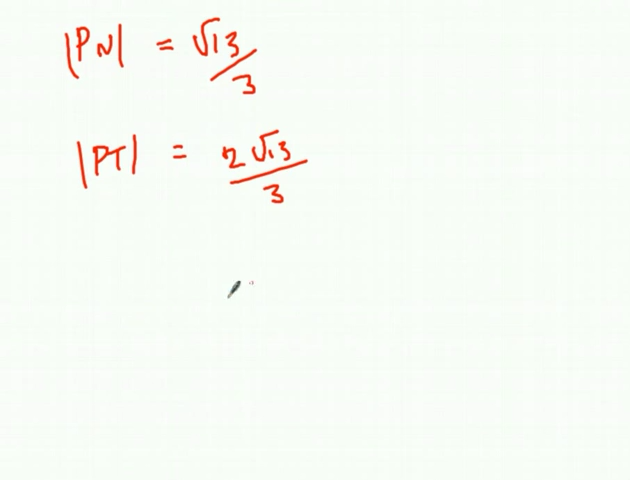 |PN| = √13/3
|PT| = 2√13/3